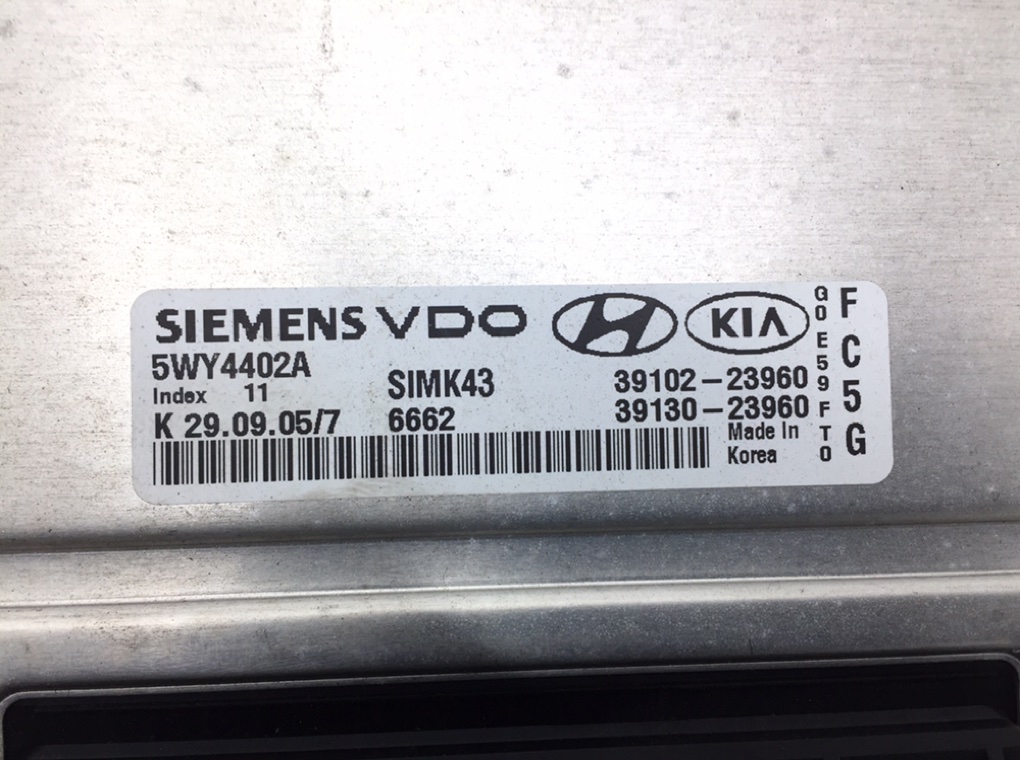 SIEMENS VDO
KIA
5WY4402A
Index 11
SIMK43
39102-23960
K 29.09.05/7
6662
39130-23960
Made In
Korea
G0E59FT0
FC5G